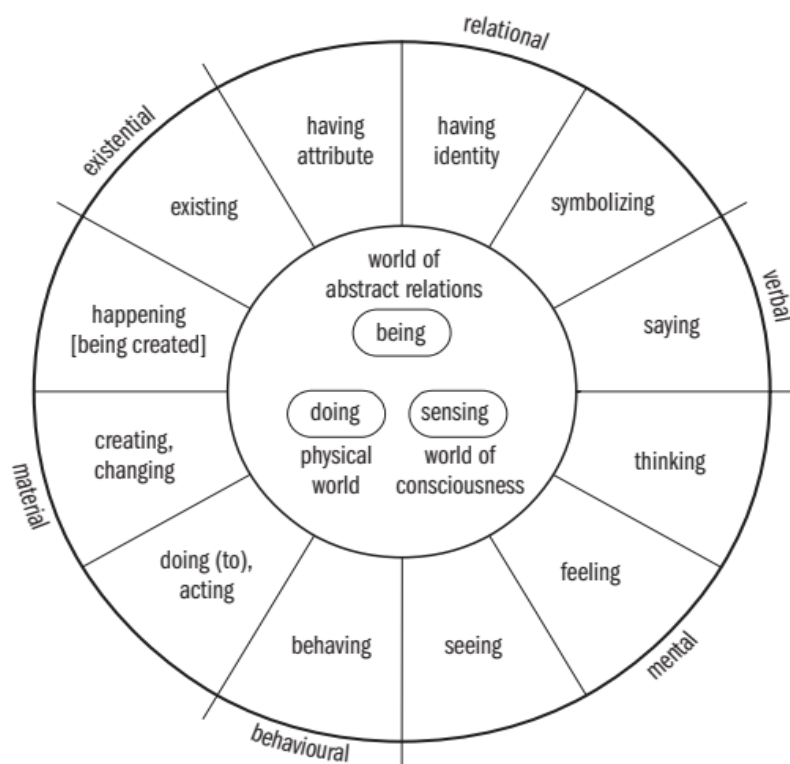 relational
existential
having
attribute
having
identity
existing
symbolizing
world of
abstract relations
being
verbal
happening
[being created]
saying
doing
sensing
physical
world
world of
consciousness
creating,
changing
thinking
material
doing (to),
acting
feeling
behaving
seeing
mental
behavioural